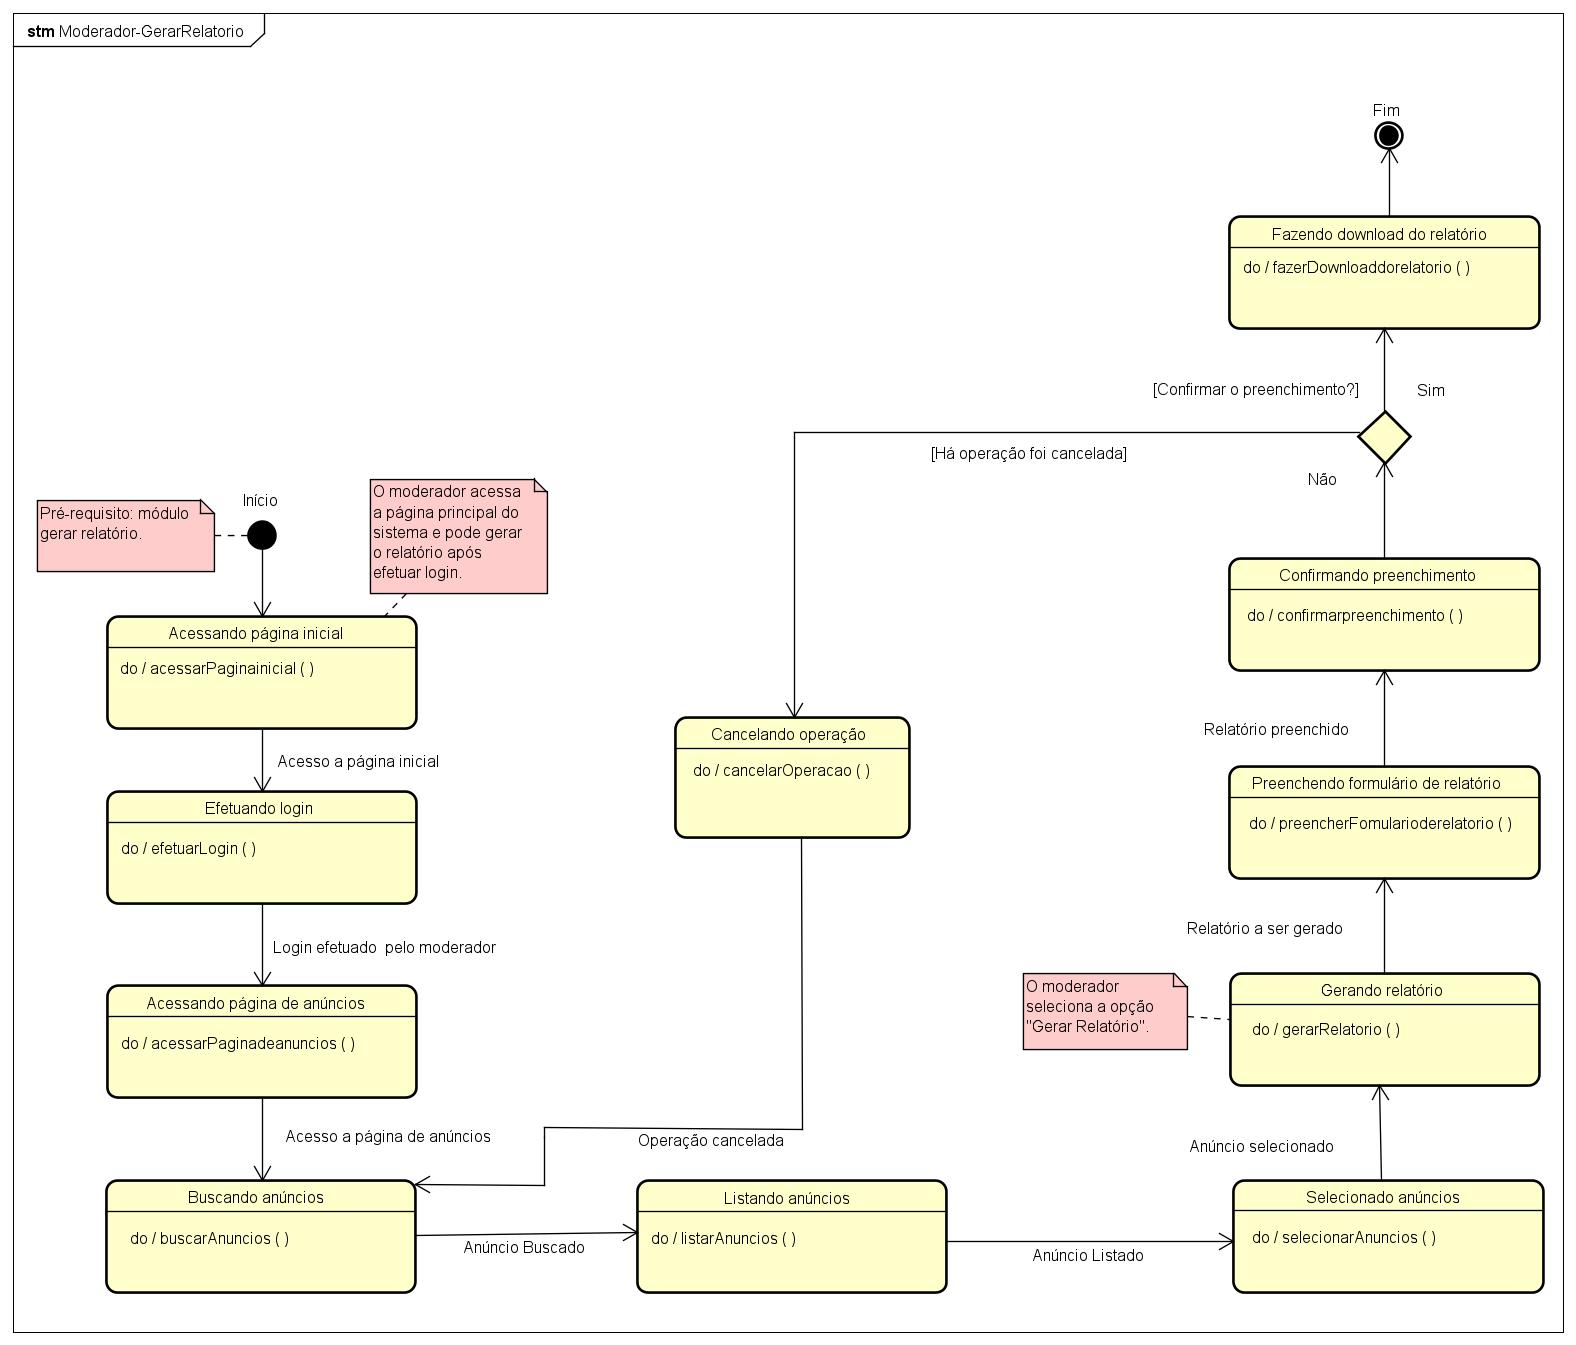 stm Moderador-GerarRelatorio
Fim
Fazendo download do relatório
do / fazerDownloaddorelatorio ( )
[Confirmar o preenchimento?]
Sim
[Há operação foi cancelada]
Não
Início
Pré-requisito: módulo
gerar relatório.
O moderador acessa
a página principal do
sistema e pode gerar
o relatório após
efetuar login.
Confirmando preenchimento
do / confirmarpreenchimento ( )
Acessando página inicial
do / acessarPaginainicial ( )
Acesso a página inicial
Cancelando operação
do / cancelarOperacao ( )
Relatório preenchido
Preenchendo formulário de relatório
do / preencherFomularioderelatorio ( )
Efetuando login
do / efetuarLogin ( )
Login efetuado  pelo moderador
Relatório a ser gerado
O moderador
seleciona a opção
"Gerar Relatório".
Gerando relatório
do / gerarRelatorio ( )
Acessando página de anúncios
do / acessarPaginadeanuncios ( )
Acesso a página de anúncios
Operação cancelada
Anúncio selecionado
Buscando anúncios
do / buscarAnuncios ( )
Anúncio Buscado
Listando anúncios
do / listarAnuncios ( )
Anúncio Listado
Selecionado anúncios
do / selecionarAnuncios ( )